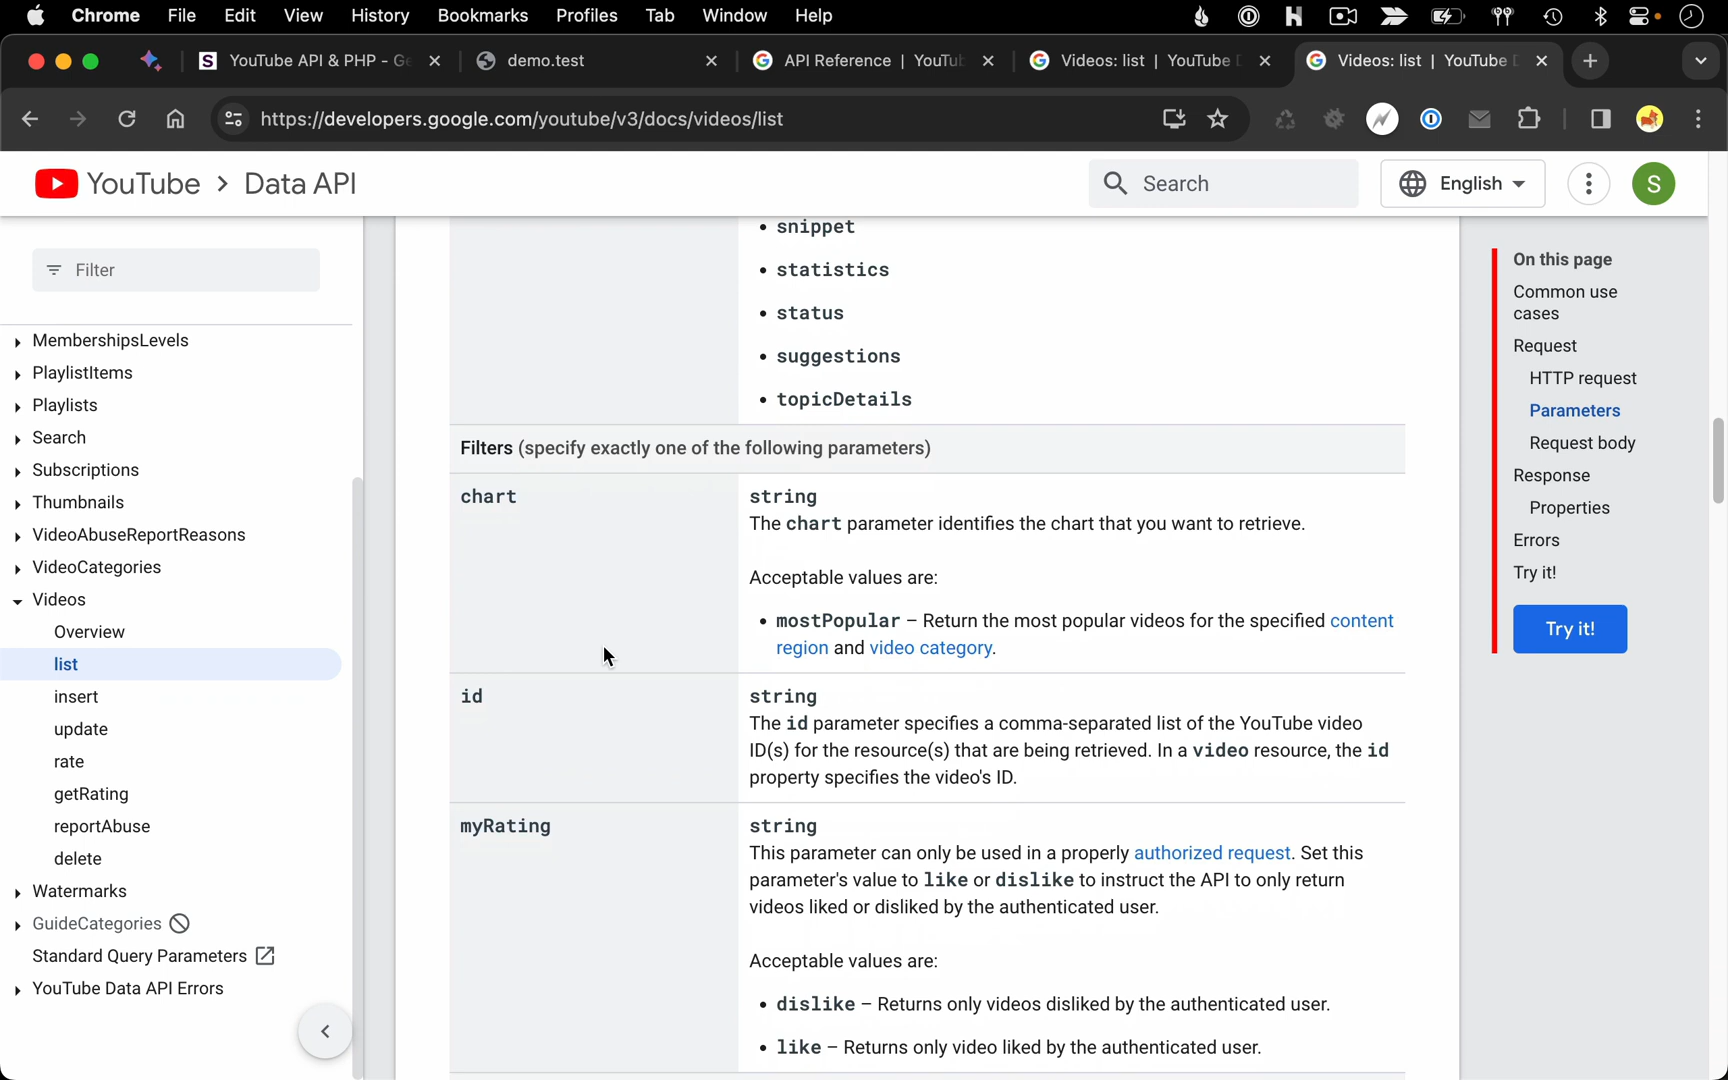 Chrome File Edit View History Bookmarks Profiles Tab Window Help
S YouTube API & PHP - Ge demo.test API Reference | YouTub Videos: list | YouTube D Videos: list | YouTube D
https://developers.google.com/youtube/v3/docs/videos/list
YouTube > Data API Search English S
Filter
MembershipsLevels
PlaylistItems
Playlists
Search
Subscriptions
Thumbnails
VideoAbuseReportReasons
VideoCategories
Videos
Overview
list
insert
update
rate
getRating
reportAbuse
delete
Watermarks
GuideCategories
Standard Query Parameters
YouTube Data API Errors
• snippet
• statistics
• status
• suggestions
• topicDetails
Filters (specify exactly one of the following parameters)
chart
string
The chart parameter identifies the chart that you want to retrieve.
Acceptable values are:
• mostPopular – Return the most popular videos for the specified content
region and video category.
id
string
The id parameter specifies a comma-separated list of the YouTube video
ID(s) for the resource(s) that are being retrieved. In a video resource, the id
property specifies the video's ID.
myRating
string
This parameter can only be used in a properly authorized request. Set this
parameter's value to like or dislike to instruct the API to only return
videos liked or disliked by the authenticated user.
Acceptable values are:
• dislike – Returns only videos disliked by the authenticated user.
• like – Returns only video liked by the authenticated user.
On this page
Common use
cases
Request
HTTP request
Parameters
Request body
Response
Properties
Errors
Try it!
Try it!